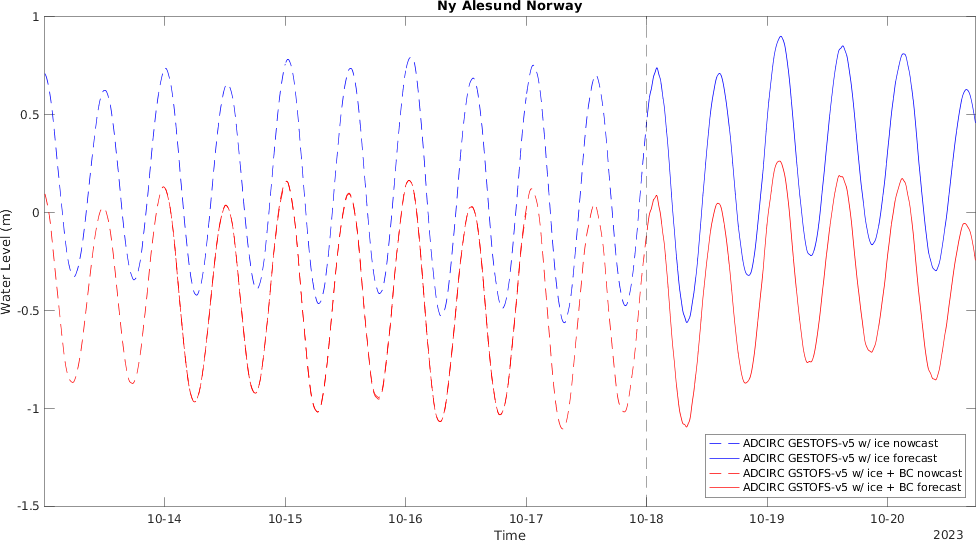 Ny Alesund Norway
1
0.5
0
-0.5
-1
-1.5
Water Level (m)
10-14
10-15
10-16
10-17
10-18
10-19
10-20
Time
2023
ADCIRC GESTOFS-v5 w/ ice nowcast
ADCIRC GESTOFS-v5 w/ ice forecast
ADCIRC GSTOFS-v5 w/ ice + BC nowcast
ADCIRC GSTOFS-v5 w/ ice + BC forecast